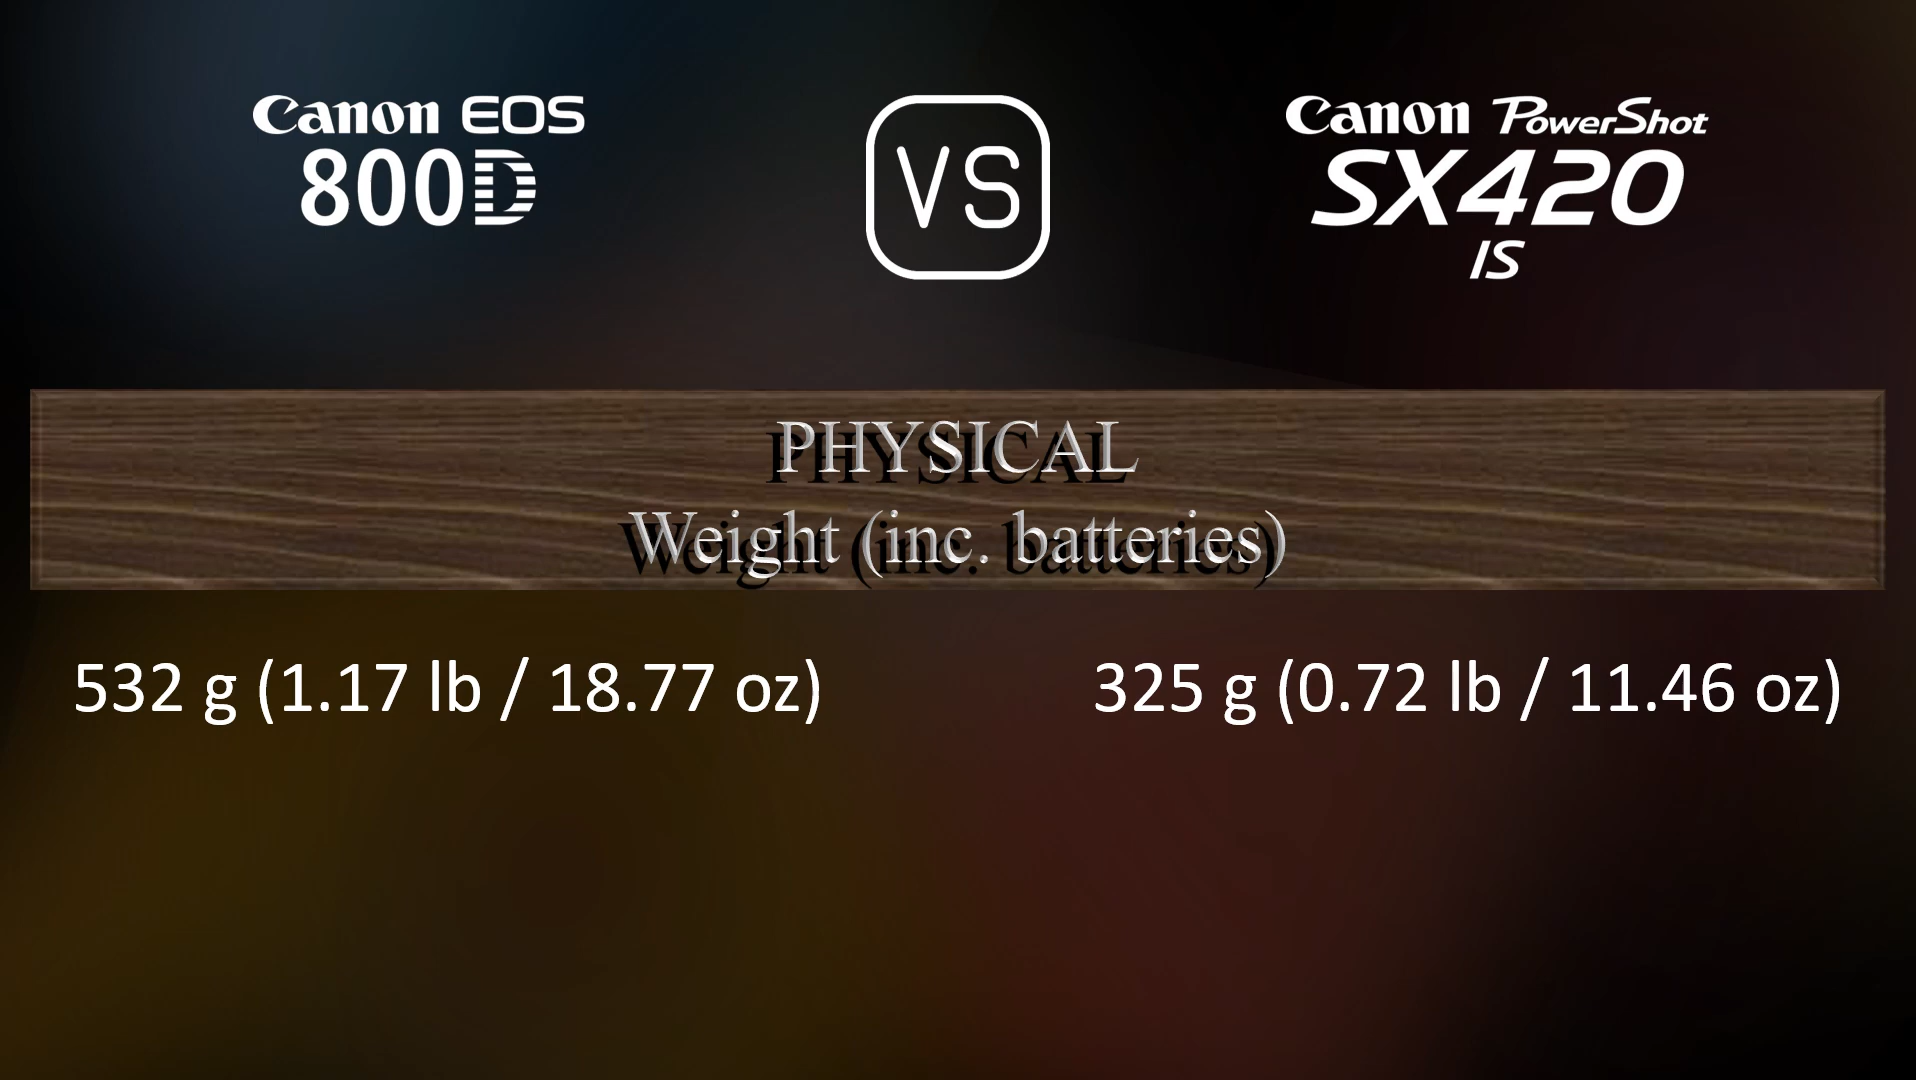 Canon EOS
800D
VS
Canon PowerShot
SX420
IS
PHYSICAL
Weight (inc. batteries)
532 g (1.17 lb / 18.77 oz)
325 g (0.72 lb / 11.46 oz)